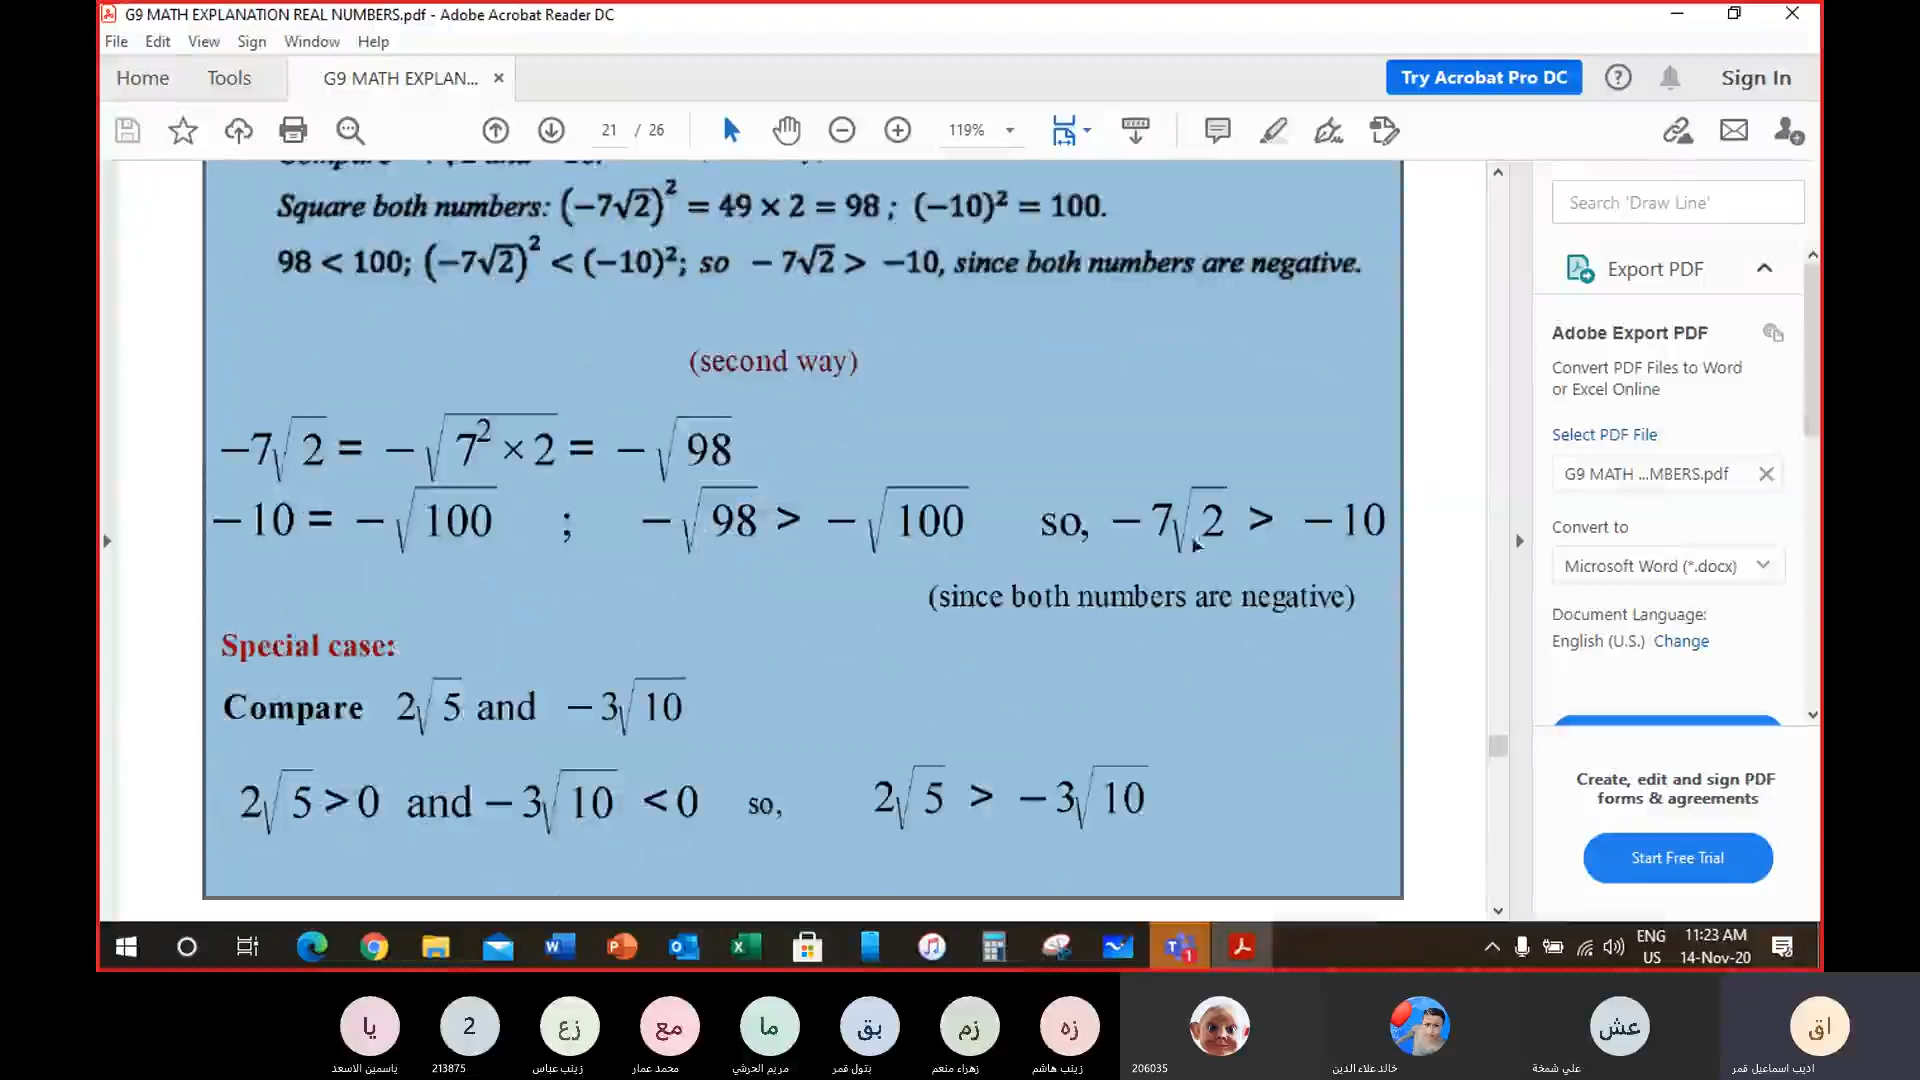 G9 MATH EXPLANATION REAL NUMBERS.pdf - Adobe Acrobat Reader DC
File Edit View Sign Window Help
Home Tools G9 MATH EXPLAN... × Try Acrobat Pro DC Sign In
21 / 26 119%
Square both numbers: (−7√2)² = 49 × 2 = 98 ; (−10)² = 100.
98 < 100; (−7√2)² < (−10)²; so − 7√2 > −10, since both numbers are negative.
(second way)
−7√2 = −√(7² × 2) = −√98
−10 = −√100 ; −√98 > −√100 so, −7√2 > −10
(since both numbers are negative)
Special case:
Compare 2√5 and −3√10
2√5 > 0 and −3√10 < 0 so, 2√5 > −3√10
Search 'Draw Line'
Export PDF
Adobe Export PDF
Convert PDF Files to Word
or Excel Online
Select PDF File
G9 MATH ...MBERS.pdf
Convert to
Microsoft Word (*.docx)
Document Language:
English (U.S.) Change
Create, edit and sign PDF
forms & agreements
Start Free Trial
ENG
US
11:23 AM
14-Nov-20
يا 2 زع مع ما بق زم زه عش اق
ياسمين الاسعد 213875 زينب عباس محمد عمار مريم الحرشي بتول قمر زهراء منعم زينب هاشم 206035 خالد علاء الدين علي شمخة اديب اسماعيل قمر